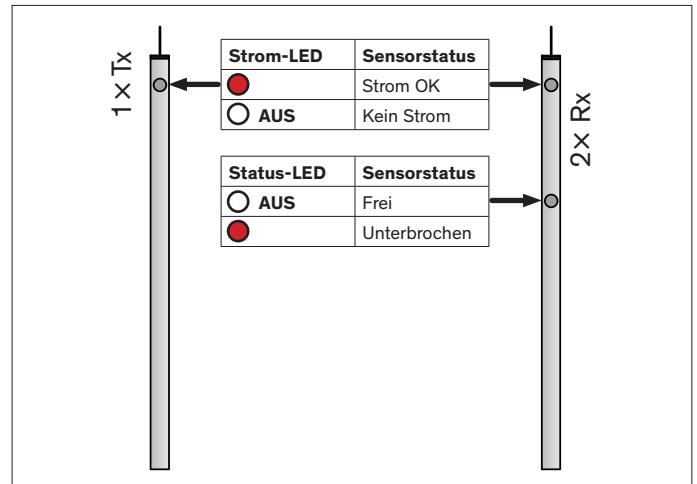 1× Tx
Strom-LED Sensorstatus
Strom OK
AUS Kein Strom
2× Rx
Status-LED Sensorstatus
AUS Frei
Unterbrochen